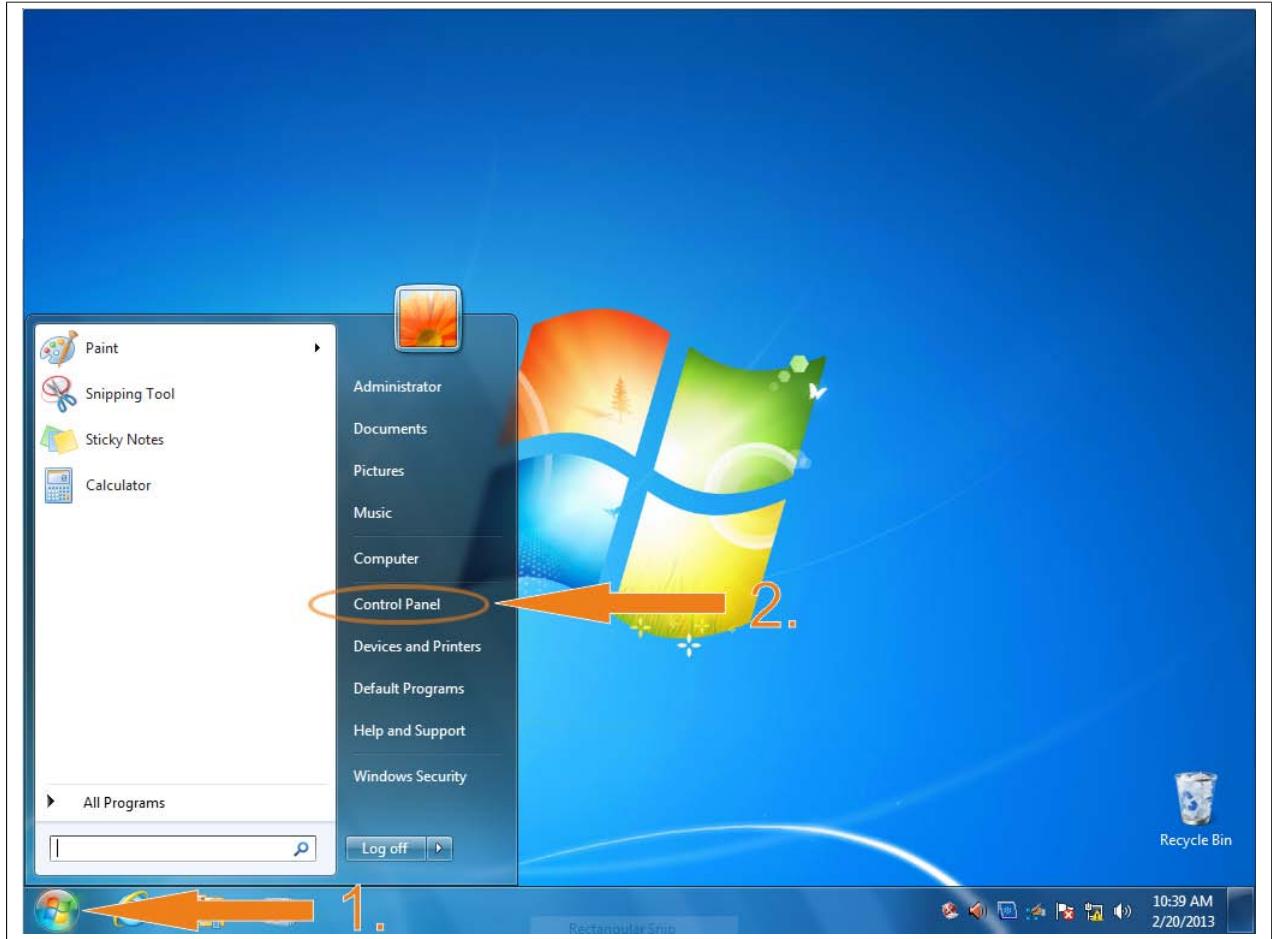 Paint
Snipping Tool
Sticky Notes
Calculator
All Programs
Administrator
Documents
Pictures
Music
Computer
Control Panel
2.
Devices and Printers
Default Programs
Help and Support
Windows Security
Log off
Recycle Bin
1.
Rectangular Snip
10:39 AM
2/20/2013